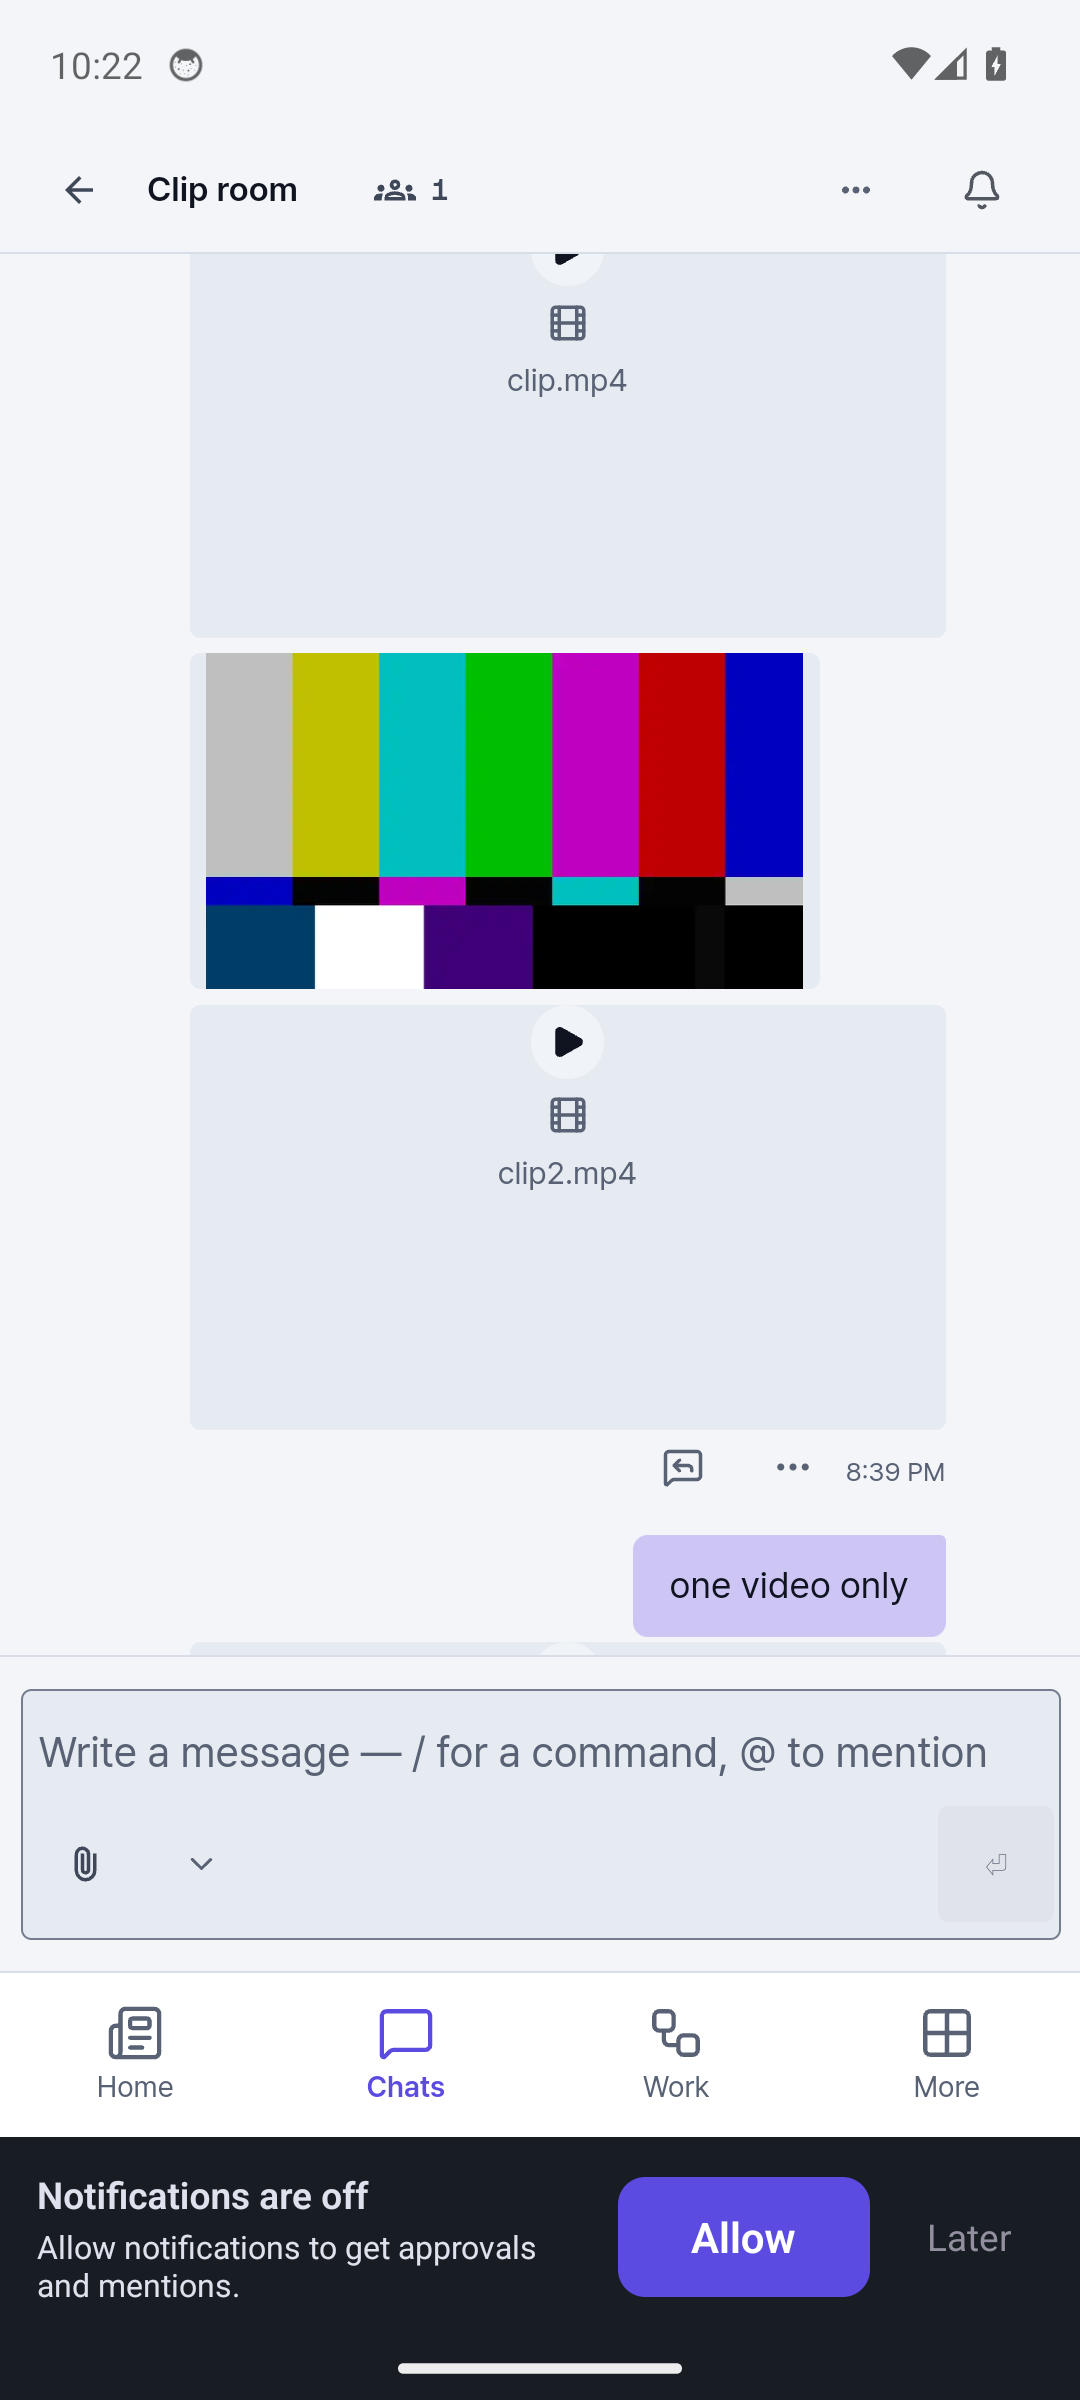 10:22
Clip room
1
clip.mp4
clip2.mp4
8:39 PM
one video only
Write a message — / for a command, @ to mention
Home
Chats
Work
More
Notifications are off
Allow notifications to get approvals
and mentions.
Allow
Later